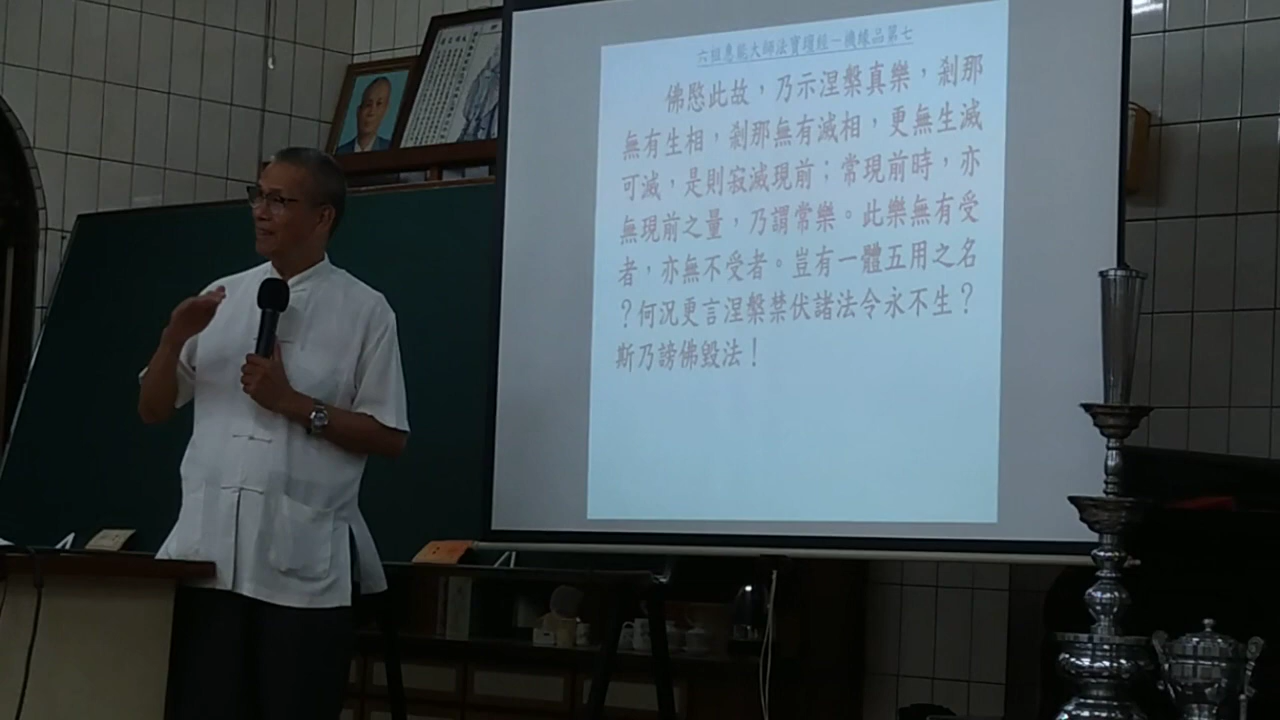 六祖惠能大師法寶壇經－機緣品第七
佛愍此故，乃示涅槃真樂，剎那
無有生相，剎那無有滅相，更無生滅
可滅，是則寂滅現前；常現前時，亦
無現前之量，乃謂常樂。此樂無有受
者，亦無不受者。豈有一體五用之名
？何況更言涅槃禁伏諸法令永不生？
斯乃謗佛毀法！